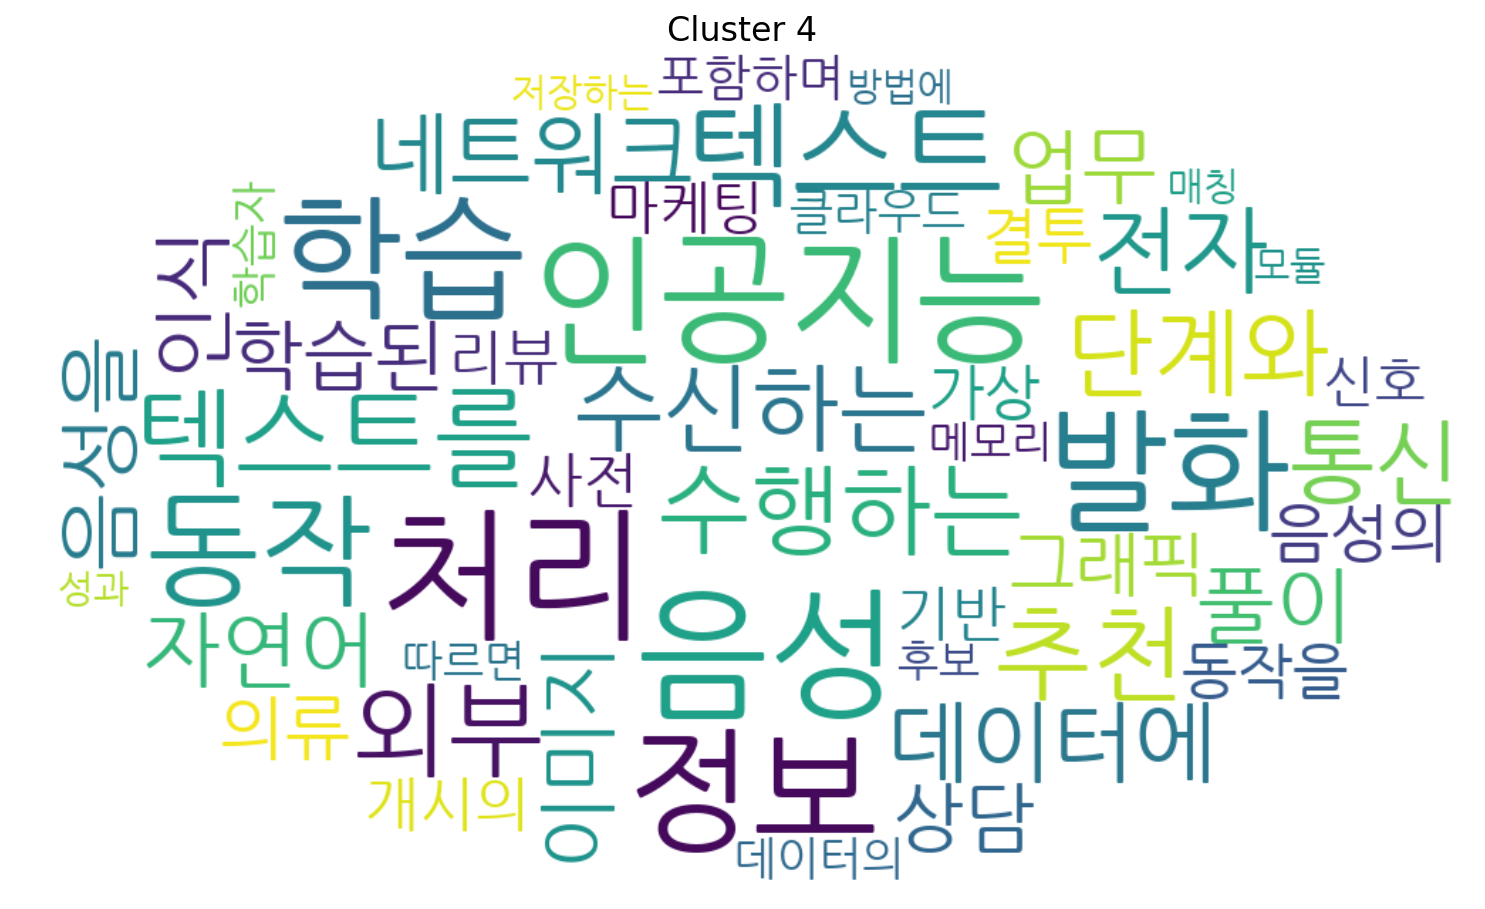 Cluster 4
저장하는 포함하며 방법에
네트워크 텍스트 업무
마케팅 클라우드 매칭
학습자 학습 결투 전자
인식 인공지능 모듈
학습된 리뷰 단계와
음성을 수신하는 가상 신호
텍스트를 메모리 발화 통신
사전 수행하는
동작 처리 음성의
성과 그래픽 풀이
자연어 음성 기반
따르면 후보 추천 동작을
의류 외부 이미지 데이터에
개시의 정보 상담
데이터의